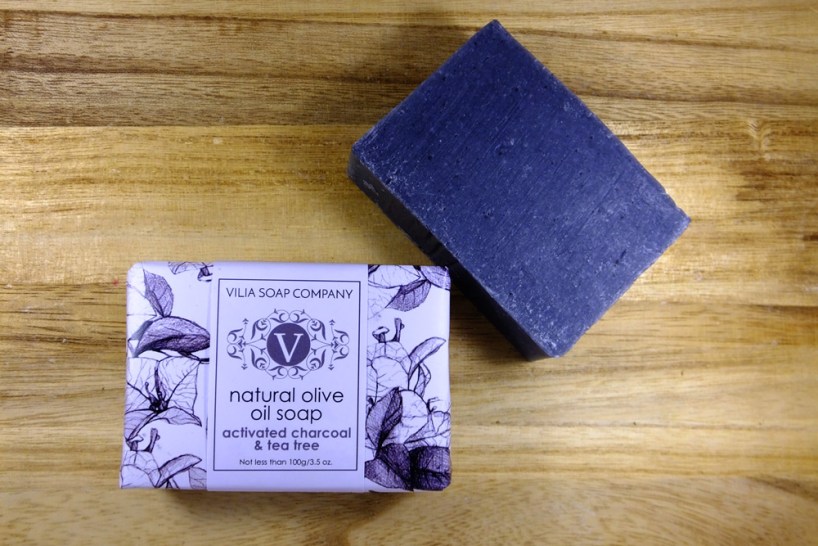 VILIA SOAP COMPANY
V
natural olive
oil soap
activated charcoal
& tea tree
Not less than 100g/3.5 oz.